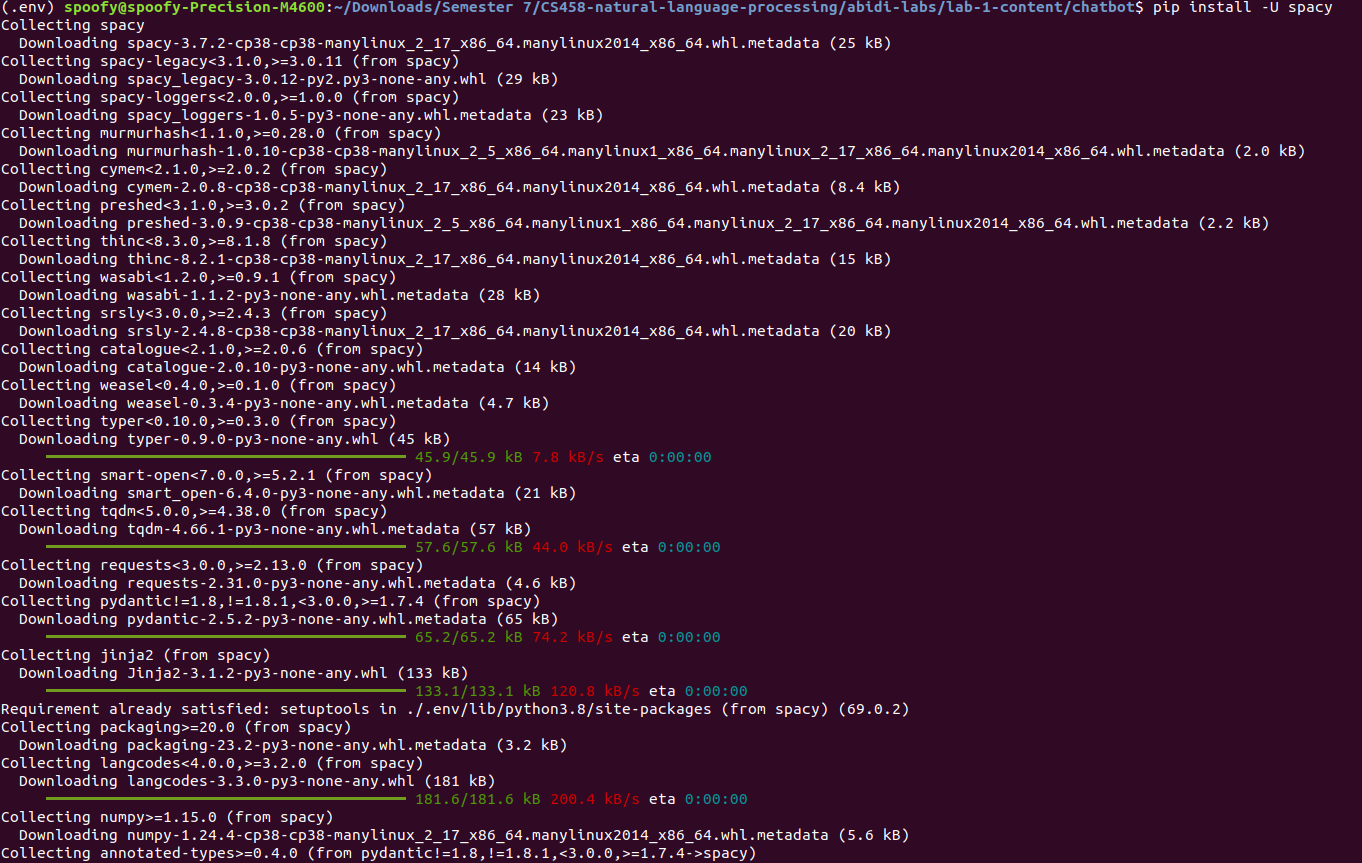 (.env) spoofy@spoofy-Precision-M4600:~/Downloads/Semester 7/CS458-natural-language-processing/abidi-labs/lab-1-content/chatbot$ pip install -U spacy
Collecting spacy
  Downloading spacy-3.7.2-cp38-cp38-manylinux_2_17_x86_64.manylinux2014_x86_64.whl.metadata (25 kB)
Collecting spacy-legacy<3.1.0,>=3.0.11 (from spacy)
  Downloading spacy_legacy-3.0.12-py2.py3-none-any.whl (29 kB)
Collecting spacy-loggers<2.0.0,>=1.0.0 (from spacy)
  Downloading spacy_loggers-1.0.5-py3-none-any.whl.metadata (23 kB)
Collecting murmurhash<1.1.0,>=0.28.0 (from spacy)
  Downloading murmurhash-1.0.10-cp38-cp38-manylinux_2_5_x86_64.manylinux1_x86_64.manylinux_2_17_x86_64.manylinux2014_x86_64.whl.metadata (2.0 kB)
Collecting cymem<2.1.0,>=2.0.2 (from spacy)
  Downloading cymem-2.0.8-cp38-cp38-manylinux_2_17_x86_64.manylinux2014_x86_64.whl.metadata (8.4 kB)
Collecting preshed<3.1.0,>=3.0.2 (from spacy)
  Downloading preshed-3.0.9-cp38-cp38-manylinux_2_5_x86_64.manylinux1_x86_64.manylinux_2_17_x86_64.manylinux2014_x86_64.whl.metadata (2.2 kB)
Collecting thinc<8.3.0,>=8.1.8 (from spacy)
  Downloading thinc-8.2.1-cp38-cp38-manylinux_2_17_x86_64.manylinux2014_x86_64.whl.metadata (15 kB)
Collecting wasabi<1.2.0,>=0.9.1 (from spacy)
  Downloading wasabi-1.1.2-py3-none-any.whl.metadata (28 kB)
Collecting srsly<3.0.0,>=2.4.3 (from spacy)
  Downloading srsly-2.4.8-cp38-cp38-manylinux_2_17_x86_64.manylinux2014_x86_64.whl.metadata (20 kB)
Collecting catalogue<2.1.0,>=2.0.6 (from spacy)
  Downloading catalogue-2.0.10-py3-none-any.whl.metadata (14 kB)
Collecting weasel<0.4.0,>=0.1.0 (from spacy)
  Downloading weasel-0.3.4-py3-none-any.whl.metadata (4.7 kB)
Collecting typer<0.10.0,>=0.3.0 (from spacy)
  Downloading typer-0.9.0-py3-none-any.whl (45 kB)
45.9/45.9 kB 7.8 kB/s eta 0:00:00
Collecting smart-open<7.0.0,>=5.2.1 (from spacy)
  Downloading smart_open-6.4.0-py3-none-any.whl.metadata (21 kB)
Collecting tqdm<5.0.0,>=4.38.0 (from spacy)
  Downloading tqdm-4.66.1-py3-none-any.whl.metadata (57 kB)
57.6/57.6 kB 44.0 kB/s eta 0:00:00
Collecting requests<3.0.0,>=2.13.0 (from spacy)
  Downloading requests-2.31.0-py3-none-any.whl.metadata (4.6 kB)
Collecting pydantic!=1.8,!=1.8.1,<3.0.0,>=1.7.4 (from spacy)
  Downloading pydantic-2.5.2-py3-none-any.whl.metadata (65 kB)
65.2/65.2 kB 74.2 kB/s eta 0:00:00
Collecting jinja2 (from spacy)
  Downloading Jinja2-3.1.2-py3-none-any.whl (133 kB)
133.1/133.1 kB 120.8 kB/s eta 0:00:00
Requirement already satisfied: setuptools in ./.env/lib/python3.8/site-packages (from spacy) (69.0.2)
Collecting packaging>=20.0 (from spacy)
  Downloading packaging-23.2-py3-none-any.whl.metadata (3.2 kB)
Collecting langcodes<4.0.0,>=3.2.0 (from spacy)
  Downloading langcodes-3.3.0-py3-none-any.whl (181 kB)
181.6/181.6 kB 200.4 kB/s eta 0:00:00
Collecting numpy>=1.15.0 (from spacy)
  Downloading numpy-1.24.4-cp38-cp38-manylinux_2_17_x86_64.manylinux2014_x86_64.whl.metadata (5.6 kB)
Collecting annotated-types>=0.4.0 (from pydantic!=1.8,!=1.8.1,<3.0.0,>=1.7.4->spacy)